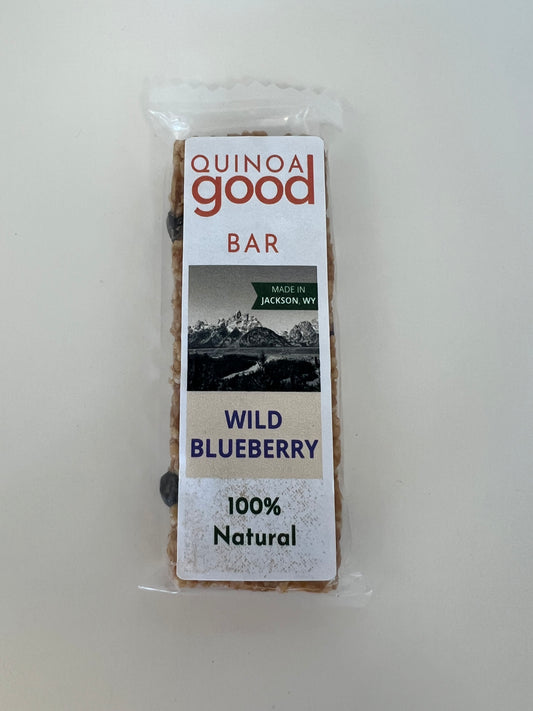 QUINOA
good
BAR
MADE IN
JACKSON, WY
WILD
BLUEBERRY
100%
Natural